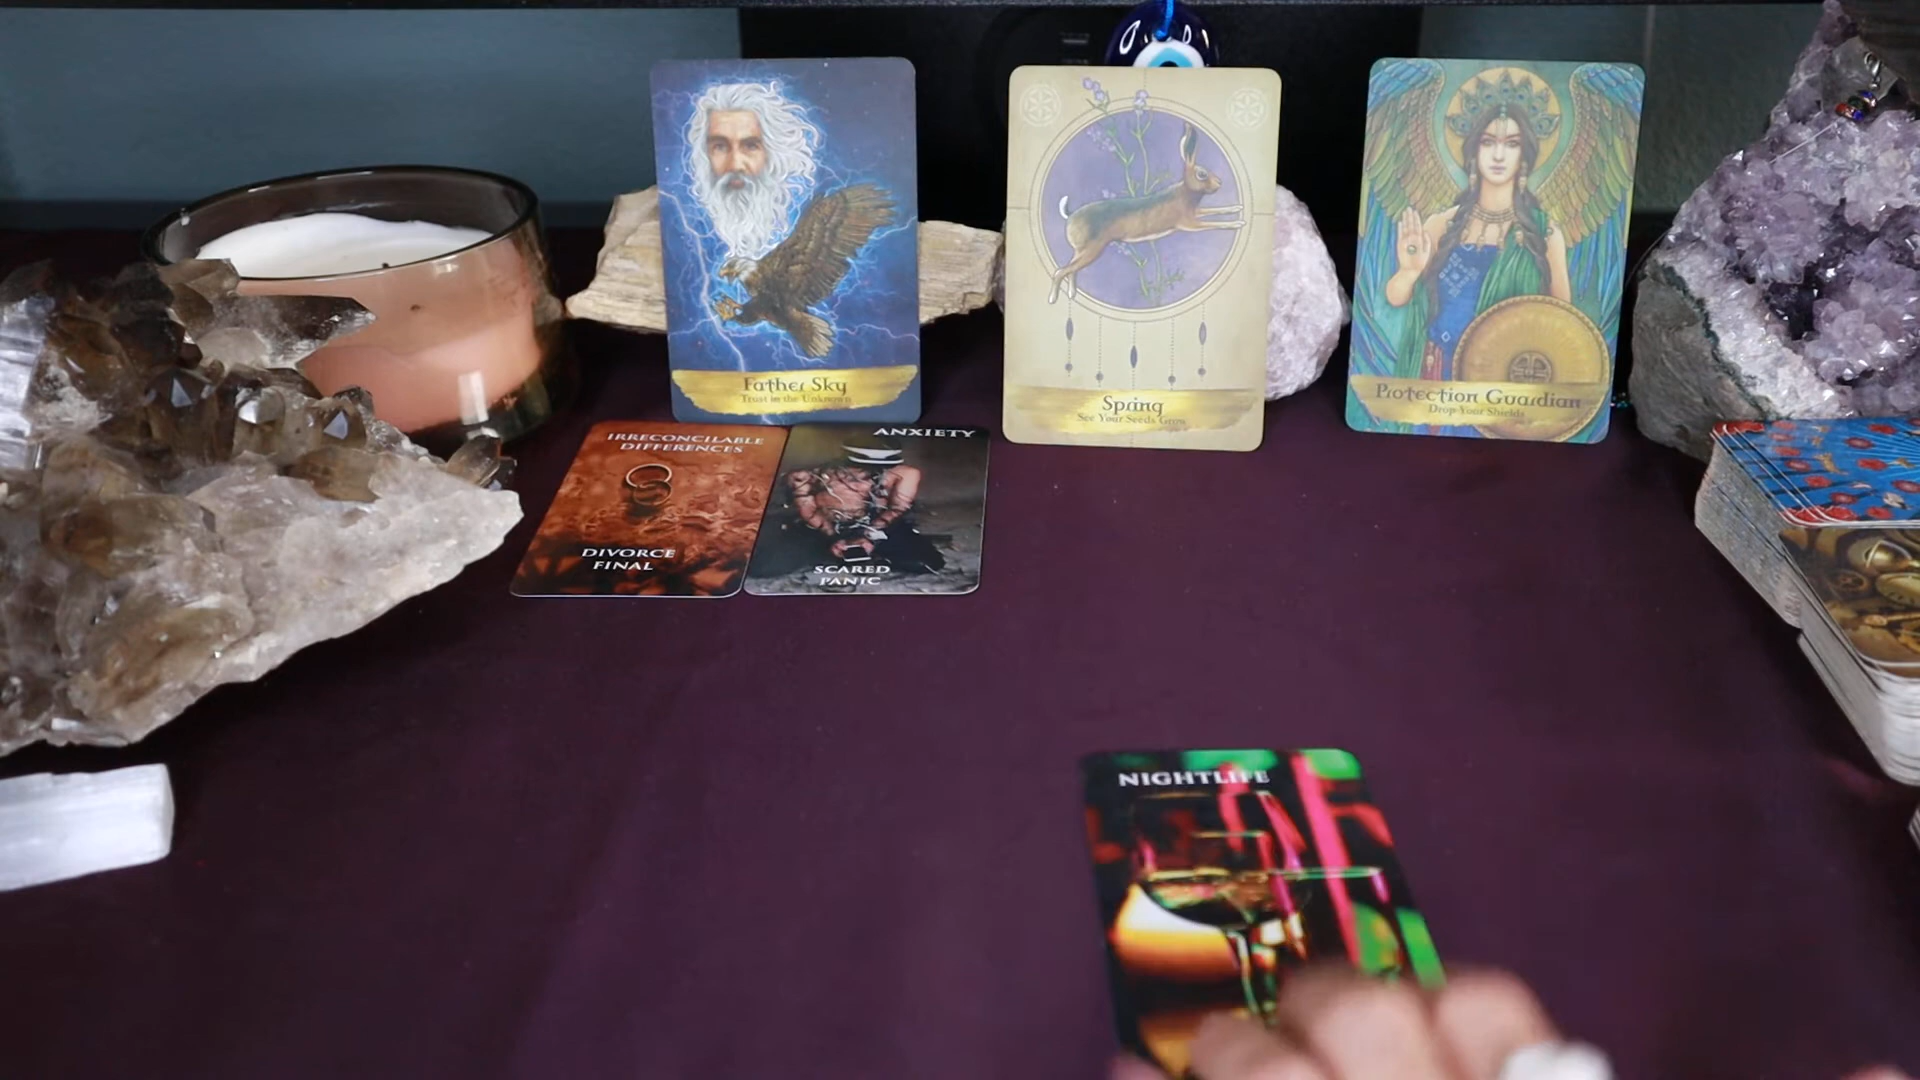 Father Sky
Trust in the Unknown
Spring
See Your Seeds Grow
Protection Guardian
Drop Your Shields
IRRECONCILABLE
DIFFERENCES
DIVORCE
FINAL
ANXIETY
SCARED
PANIC
NIGHTLIFE